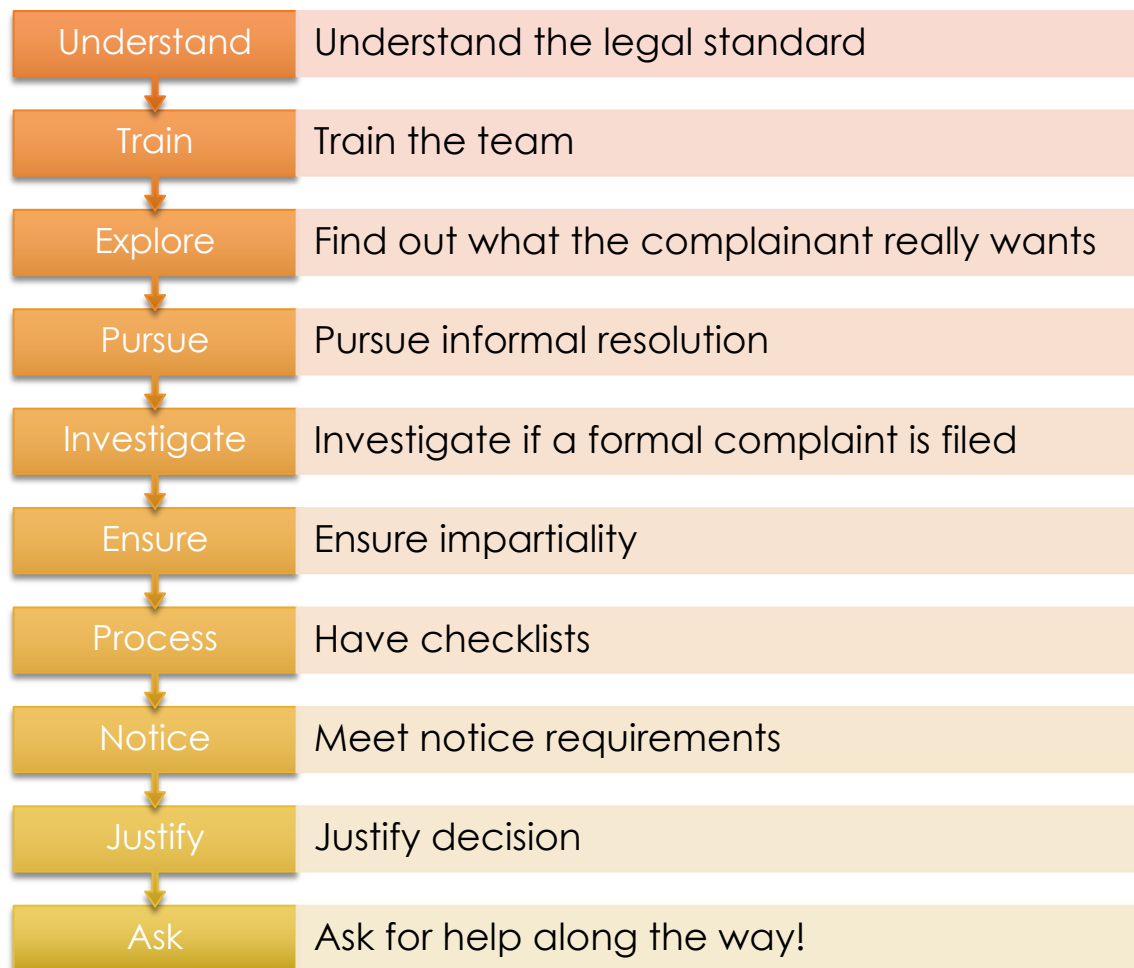 Understand Understand the legal standard
Train Train the team
Explore Find out what the complainant really wants
Pursue Pursue informal resolution
Investigate Investigate if a formal complaint is filed
Ensure Ensure impartiality
Process Have checklists
Notice Meet notice requirements
Justify Justify decision
Ask Ask for help along the way!